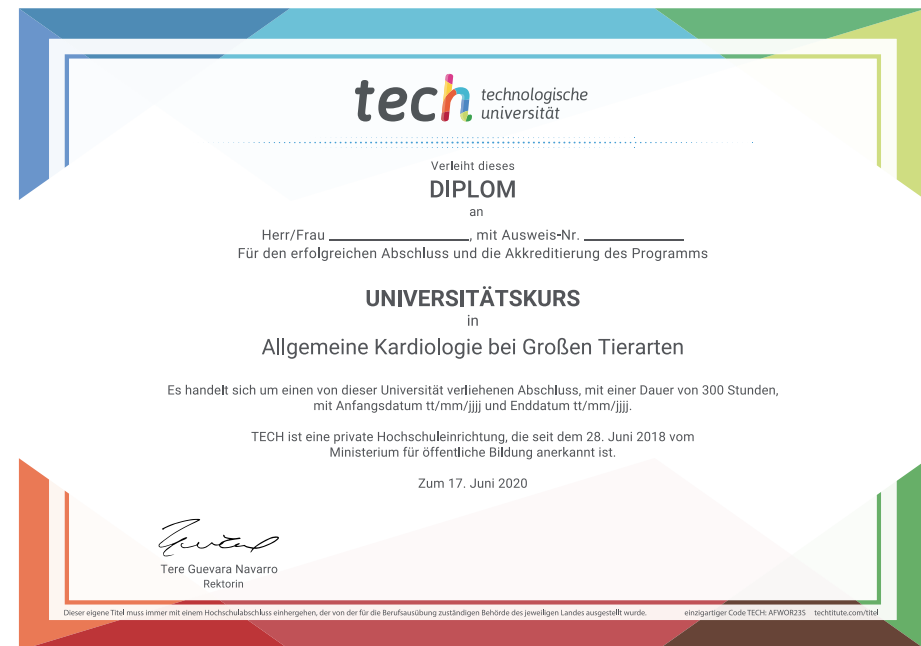 tech technologische
universität
Verleiht dieses
DIPLOM
an
Herr/Frau ____________________, mit Ausweis-Nr. ______________
Für den erfolgreichen Abschluss und die Akkreditierung des Programms
UNIVERSITÄTSKURS
in
Allgemeine Kardiologie bei Großen Tierarten
Es handelt sich um einen von dieser Universität verliehenen Abschluss, mit einer Dauer von 300 Stunden,
mit Anfangsdatum tt/mm/jjjj und Enddatum tt/mm/jjjj.
TECH ist eine private Hochschuleinrichtung, die seit dem 28. Juni 2018 vom
Ministerium für öffentliche Bildung anerkannt ist.
Zum 17. Juni 2020
Tere Guevara Navarro
Rektorin
Dieser eigene Titel muss immer mit einem Hochschulabschluss einhergehen, der von der für die Berufsausübung zuständigen Behörde des jeweiligen Landes ausgestellt wurde. einzigartiger Code TECH: AFWOR23S techtitute.com/titel